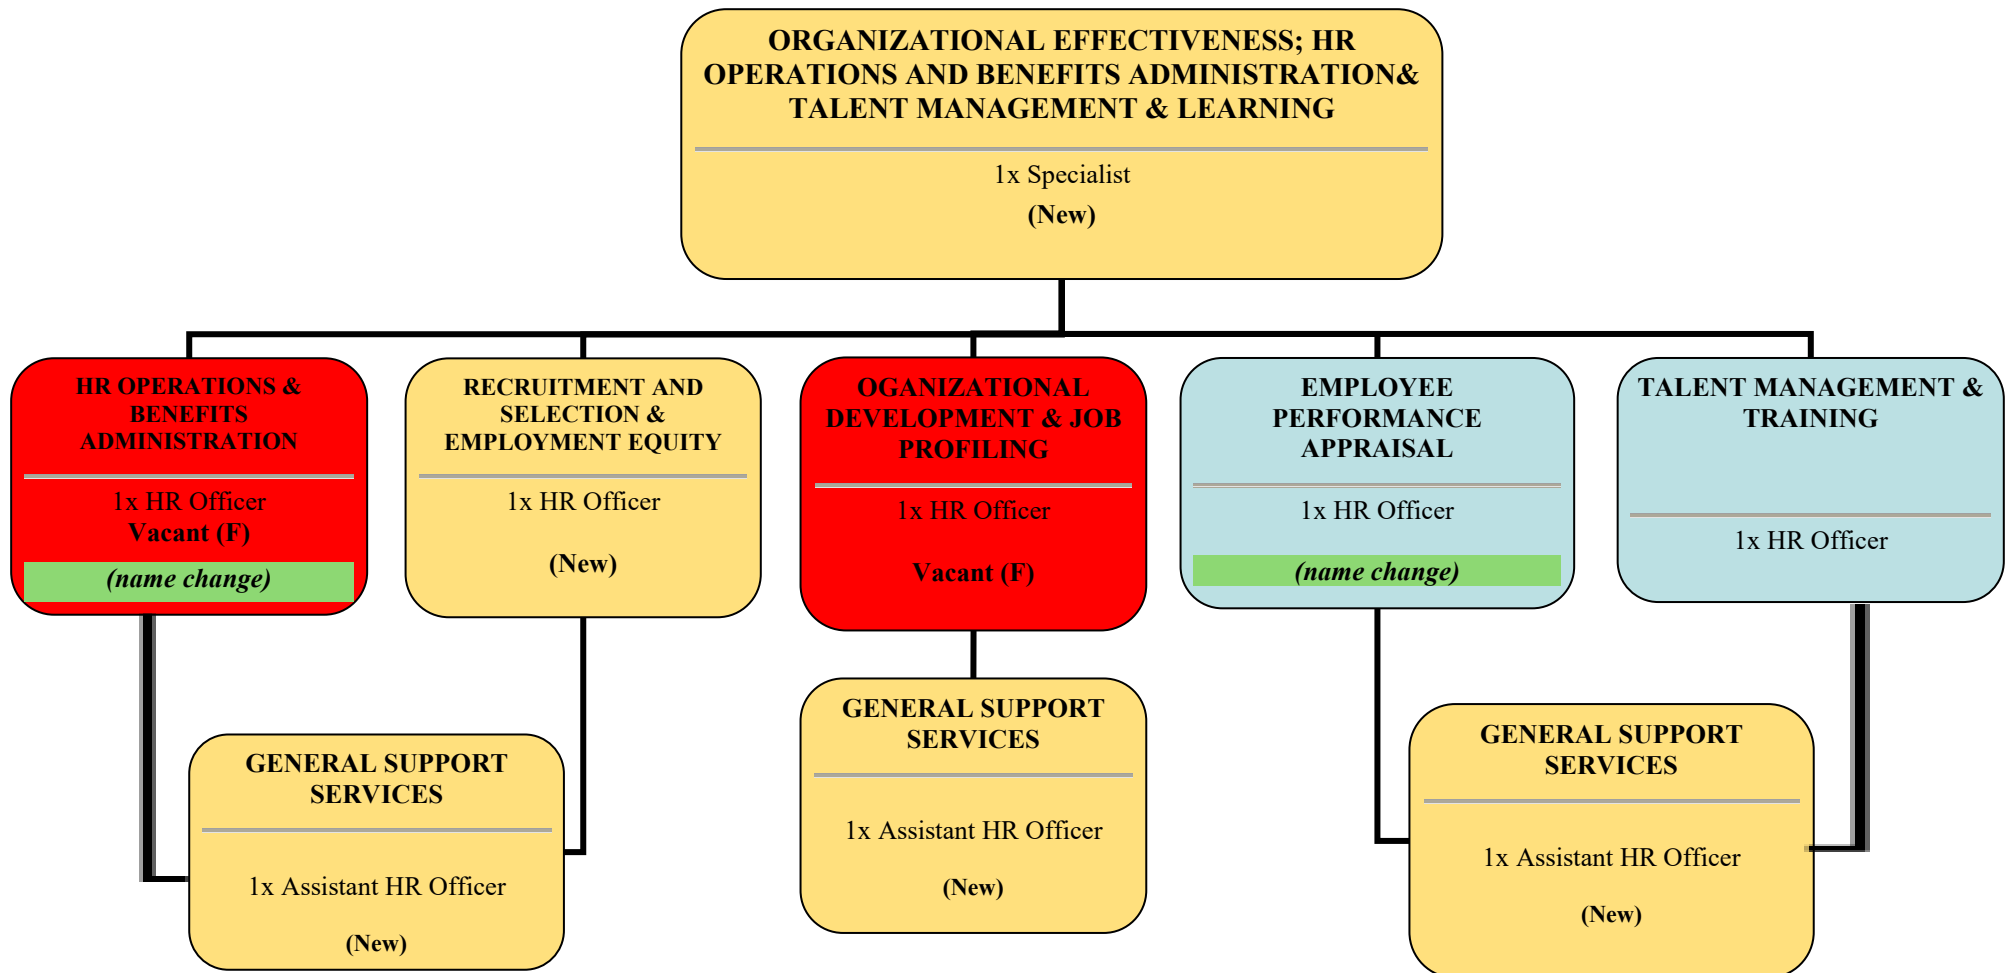 ORGANIZATIONAL EFFECTIVENESS; HR
OPERATIONS AND BENEFITS ADMINISTRATION&
TALENT MANAGEMENT & LEARNING
1x Specialist
(New)
HR OPERATIONS &
BENEFITS
ADMINISTRATION
1x HR Officer
Vacant (F)
(name change)
RECRUITMENT AND
SELECTION &
EMPLOYMENT EQUITY
1x HR Officer
(New)
OGANIZATIONAL
DEVELOPMENT & JOB
PROFILING
1x HR Officer
Vacant (F)
EMPLOYEE
PERFORMANCE
APPRAISAL
1x HR Officer
(name change)
TALENT MANAGEMENT &
TRAINING
1x HR Officer
GENERAL SUPPORT
SERVICES
1x Assistant HR Officer
(New)
GENERAL SUPPORT
SERVICES
1x Assistant HR Officer
(New)
GENERAL SUPPORT
SERVICES
1x Assistant HR Officer
(New)